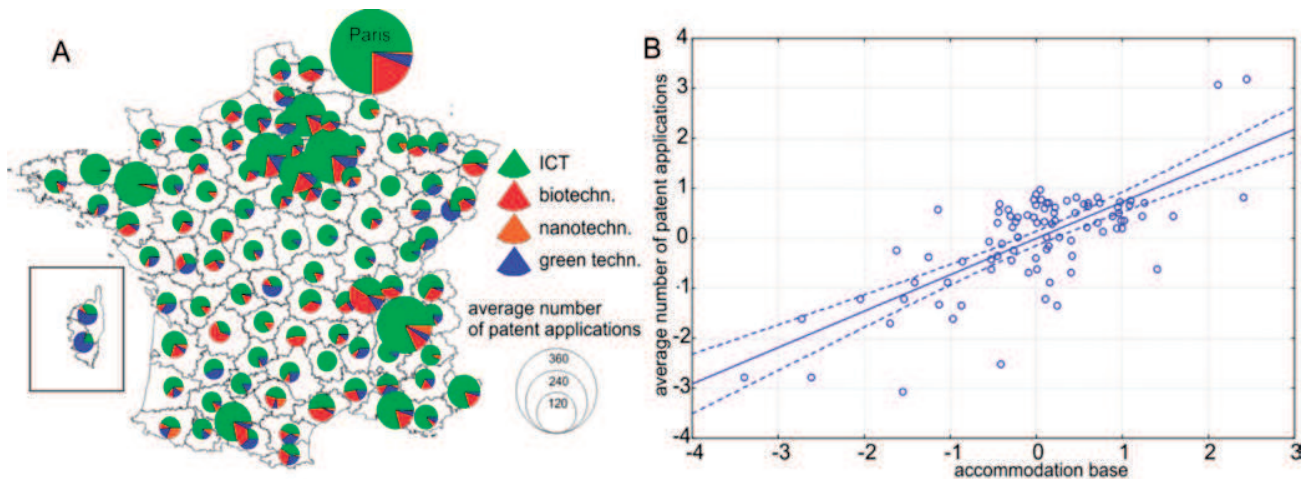 A
Paris
ICT
biotechn.
nanotechn.
green techn.
average number
of patent applications
360
240
120
B
average number of patent applications
4
3
2
1
0
-1
-2
-3
-4
-4 -3 -2 -1 0 1 2 3
accommodation base